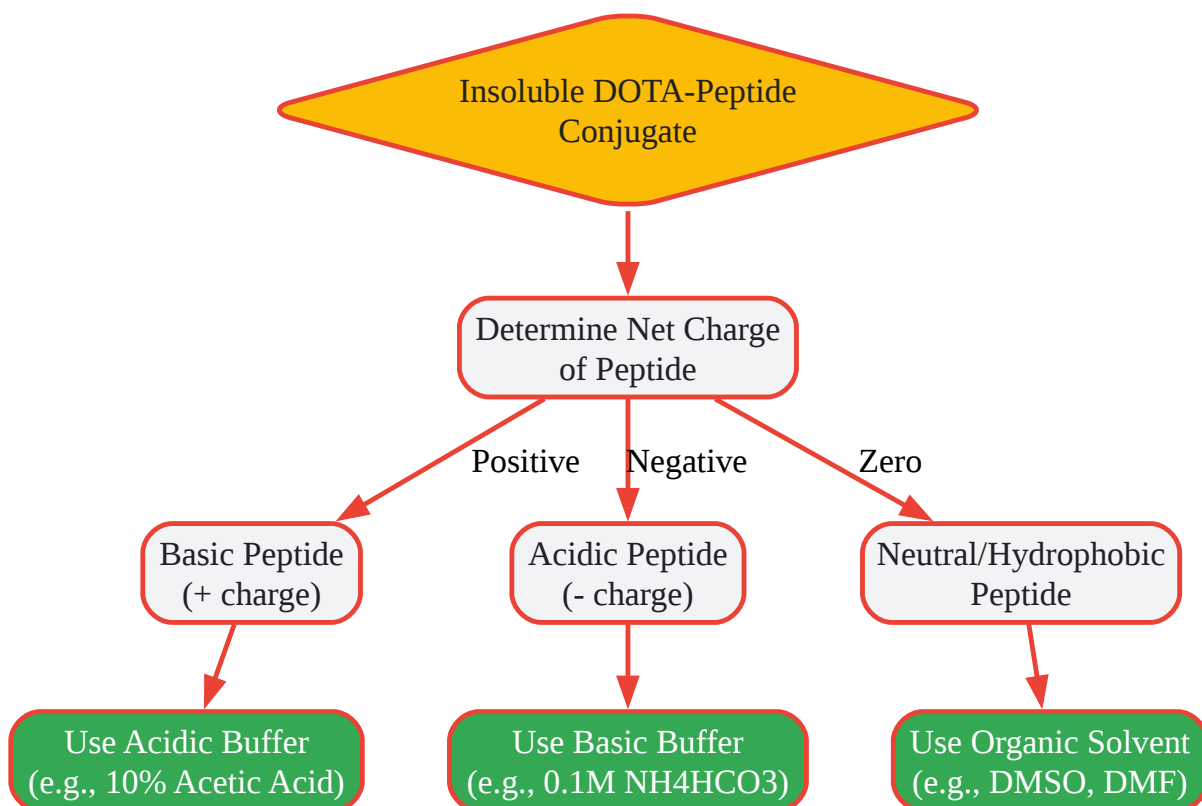 Insoluble DOTA-Peptide
Conjugate
Determine Net Charge
of Peptide
Positive
Negative
Zero
Basic Peptide
(+ charge)
Acidic Peptide
(- charge)
Neutral/Hydrophobic
Peptide
Use Acidic Buffer
(e.g., 10% Acetic Acid)
Use Basic Buffer
(e.g., 0.1M NH4HCO3)
Use Organic Solvent
(e.g., DMSO, DMF)